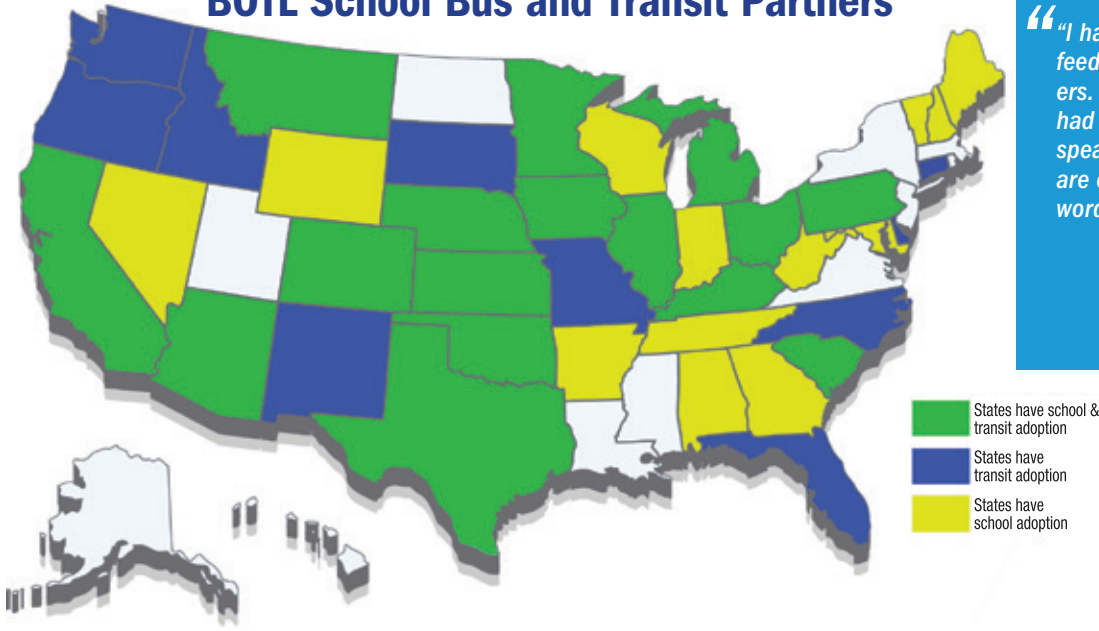 BOTL School Bus and Transit Partners
“ “I ha
feed
ers.
had
spea
are
word
States have school &
transit adoption
States have
transit adoption
States have
school adoption